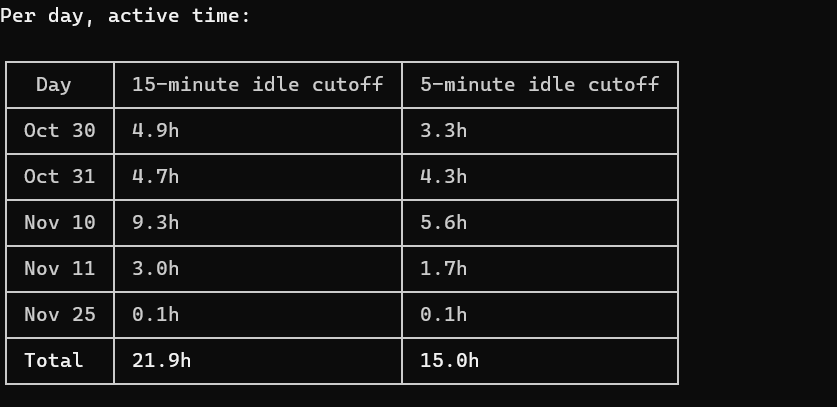 Per day, active time:
Day 15-minute idle cutoff 5-minute idle cutoff
Oct 30 4.9h 3.3h
Oct 31 4.7h 4.3h
Nov 10 9.3h 5.6h
Nov 11 3.0h 1.7h
Nov 25 0.1h 0.1h
Total 21.9h 15.0h